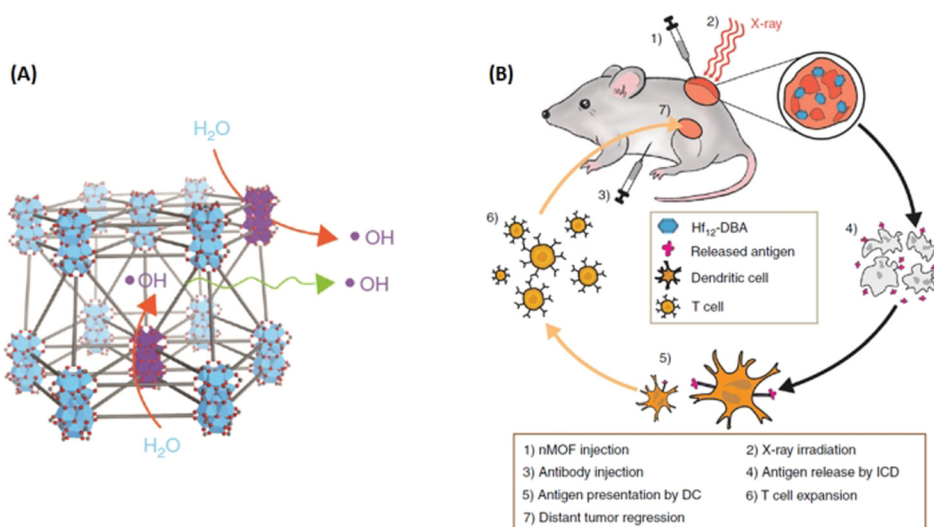 (A)
H₂O
• OH
• OH
• OH
H₂O
(B)
1)
2)
X-ray
7)
3)
4)
5)
6)
Hf₁₂-DBA
Released antigen
Dendritic cell
T cell
1) nMOF injection
2) X-ray irradiation
3) Antibody injection
4) Antigen release by ICD
5) Antigen presentation by DC
6) T cell expansion
7) Distant tumor regression